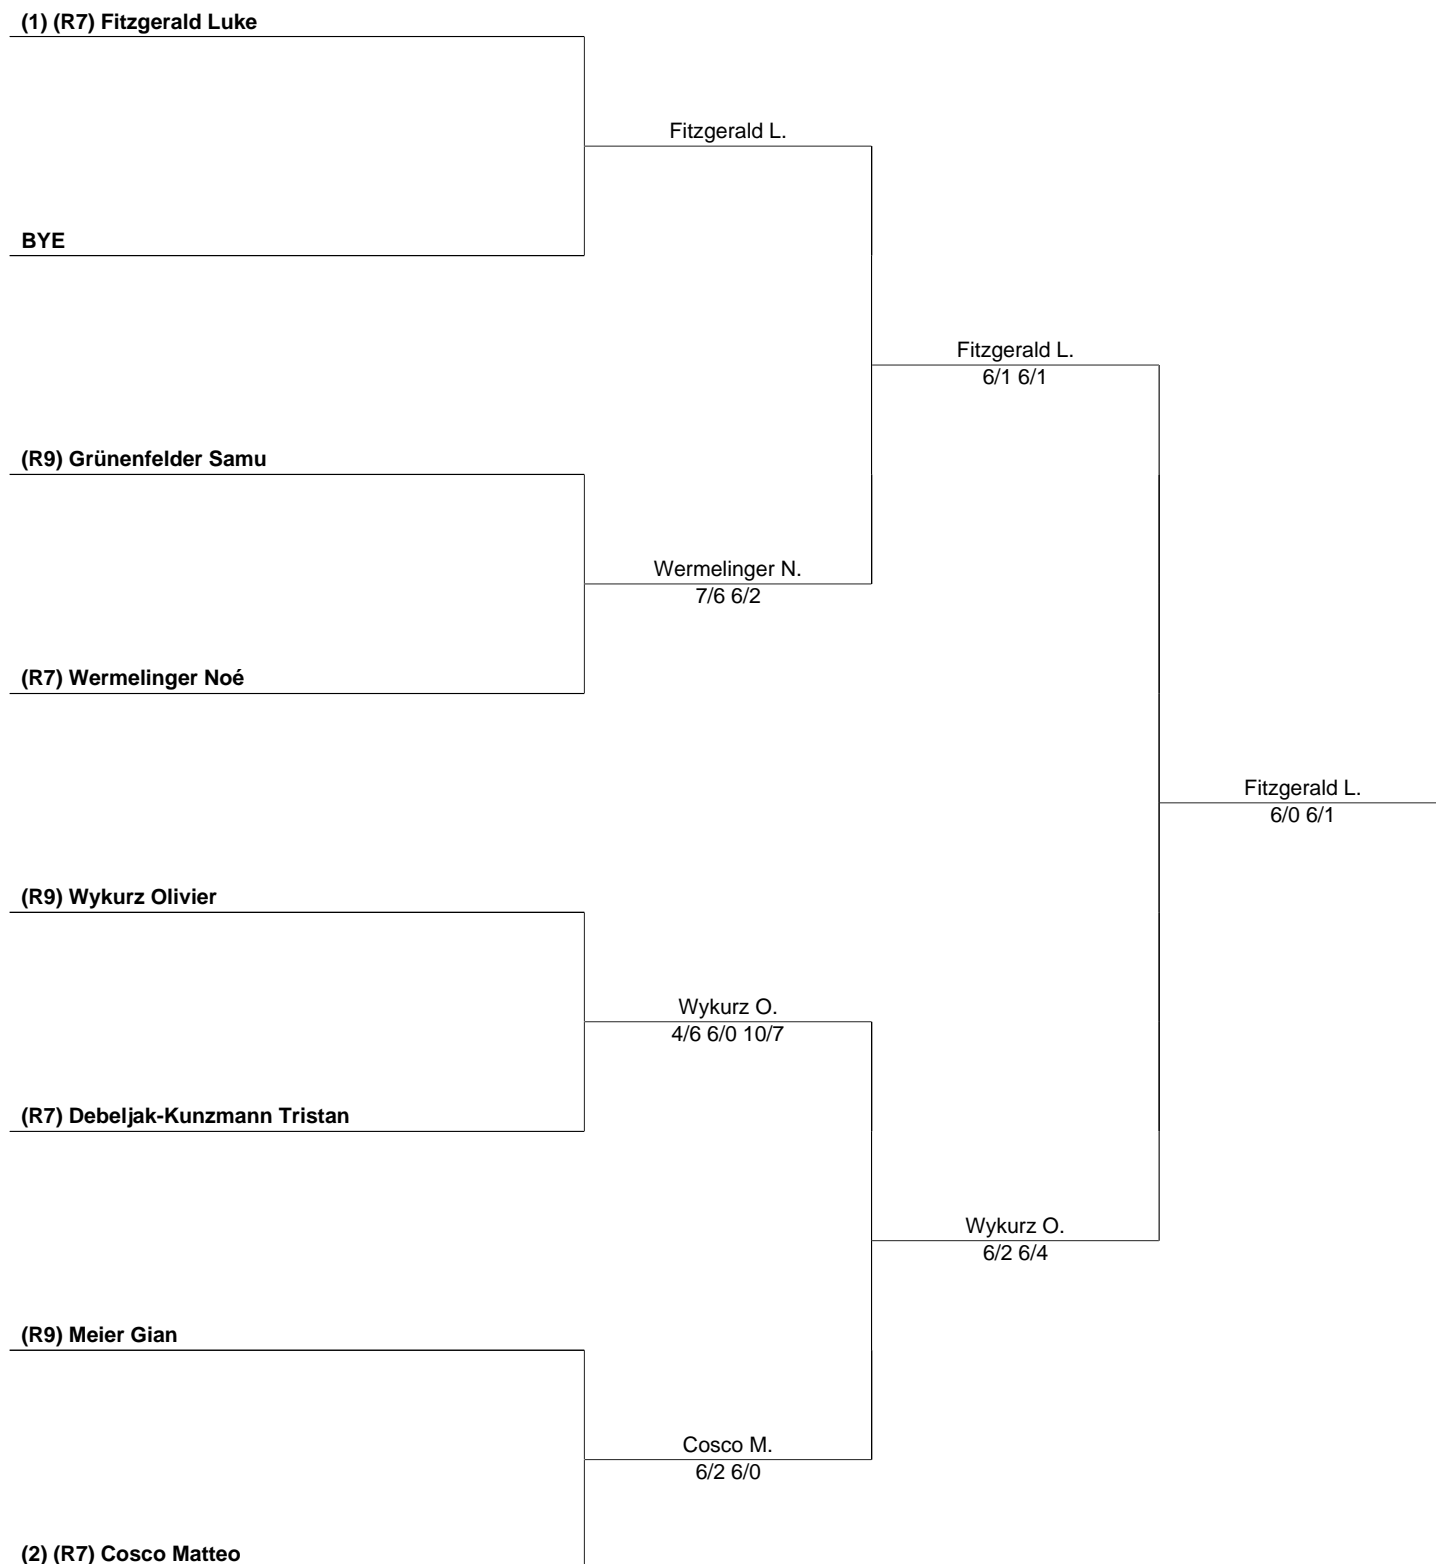 (1) (R7) Fitzgerald Luke
Fitzgerald L.
BYE
Fitzgerald L.
6/1 6/1
(R9) Grünenfelder Samu
Wermelinger N.
7/6 6/2
(R7) Wermelinger Noé
Fitzgerald L.
6/0 6/1
(R9) Wykurz Olivier
Wykurz O.
4/6 6/0 10/7
(R7) Debeljak-Kunzmann Tristan
Wykurz O.
6/2 6/4
(R9) Meier Gian
Cosco M.
6/2 6/0
(2) (R7) Cosco Matteo